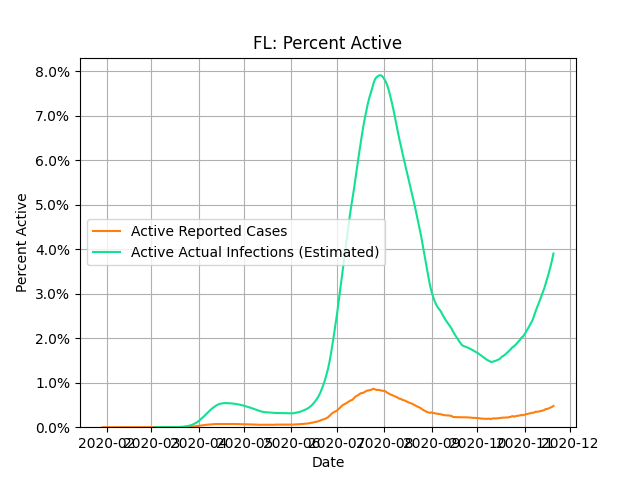 FL: Percent Active
8.0%
7.0%
6.0%
5.0%
4.0%
3.0%
2.0%
1.0%
0.0%
Percent Active
Active Reported Cases
Active Actual Infections (Estimated)
2020-02 2020-03 2020-04 2020-05 2020-06 2020-07 2020-08 2020-09 2020-10 2020-11 2020-12
Date